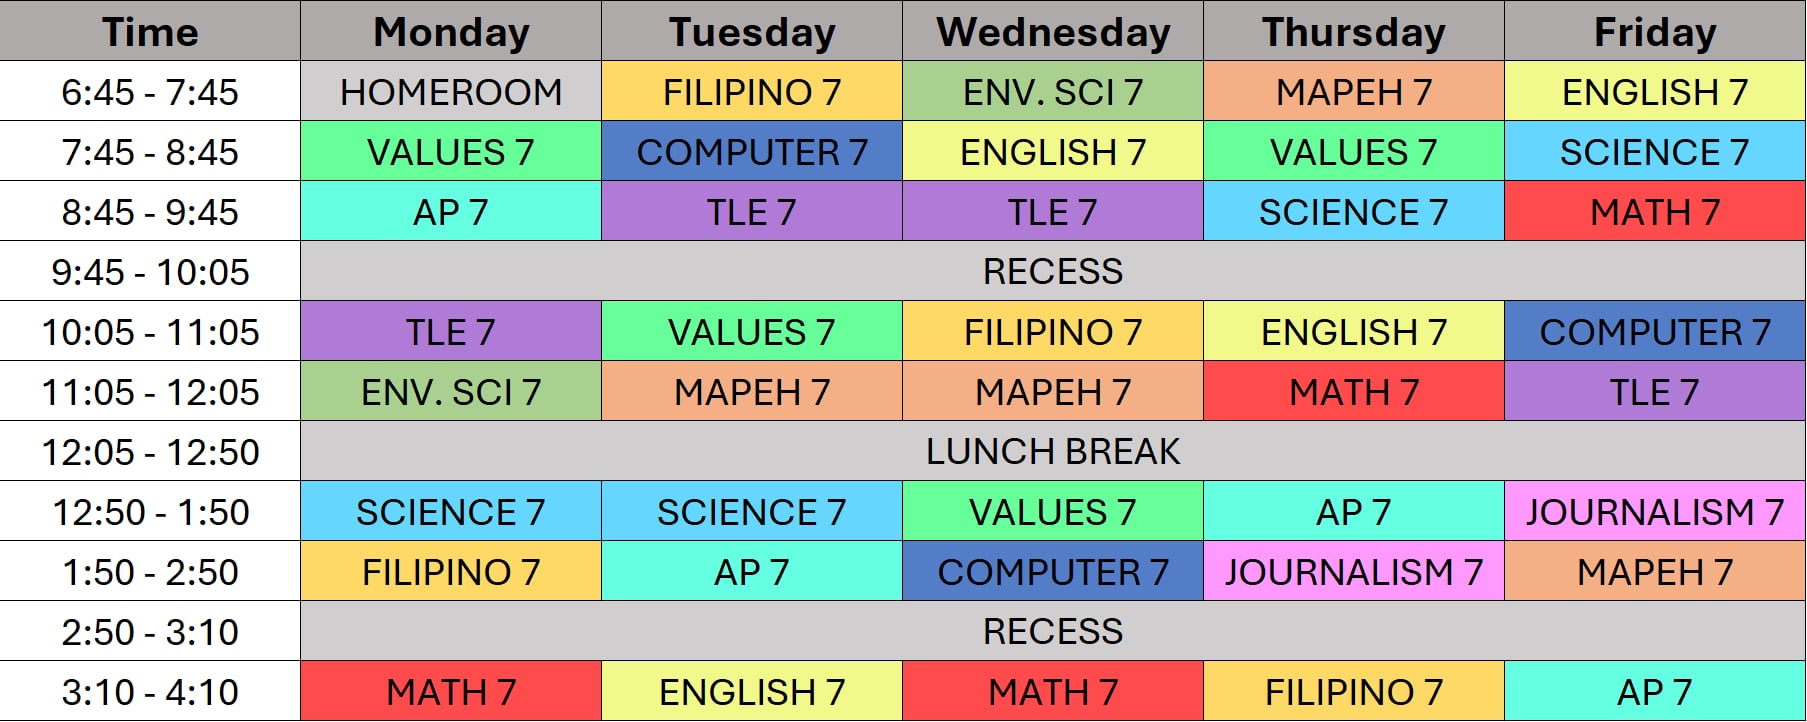 Time Monday Tuesday Wednesday Thursday Friday
6:45 - 7:45 HOMEROOM FILIPINO 7 ENV. SCI 7 MAPEH 7 ENGLISH 7
7:45 - 8:45 VALUES 7 COMPUTER 7 ENGLISH 7 VALUES 7 SCIENCE 7
8:45 - 9:45 AP 7 TLE 7 TLE 7 SCIENCE 7 MATH 7
9:45 - 10:05 RECESS
10:05 - 11:05 TLE 7 VALUES 7 FILIPINO 7 ENGLISH 7 COMPUTER 7
11:05 - 12:05 ENV. SCI 7 MAPEH 7 MAPEH 7 MATH 7 TLE 7
12:05 - 12:50 LUNCH BREAK
12:50 - 1:50 SCIENCE 7 SCIENCE 7 VALUES 7 AP 7 JOURNALISM 7
1:50 - 2:50 FILIPINO 7 AP 7 COMPUTER 7 JOURNALISM 7 MAPEH 7
2:50 - 3:10 RECESS
3:10 - 4:10 MATH 7 ENGLISH 7 MATH 7 FILIPINO 7 AP 7